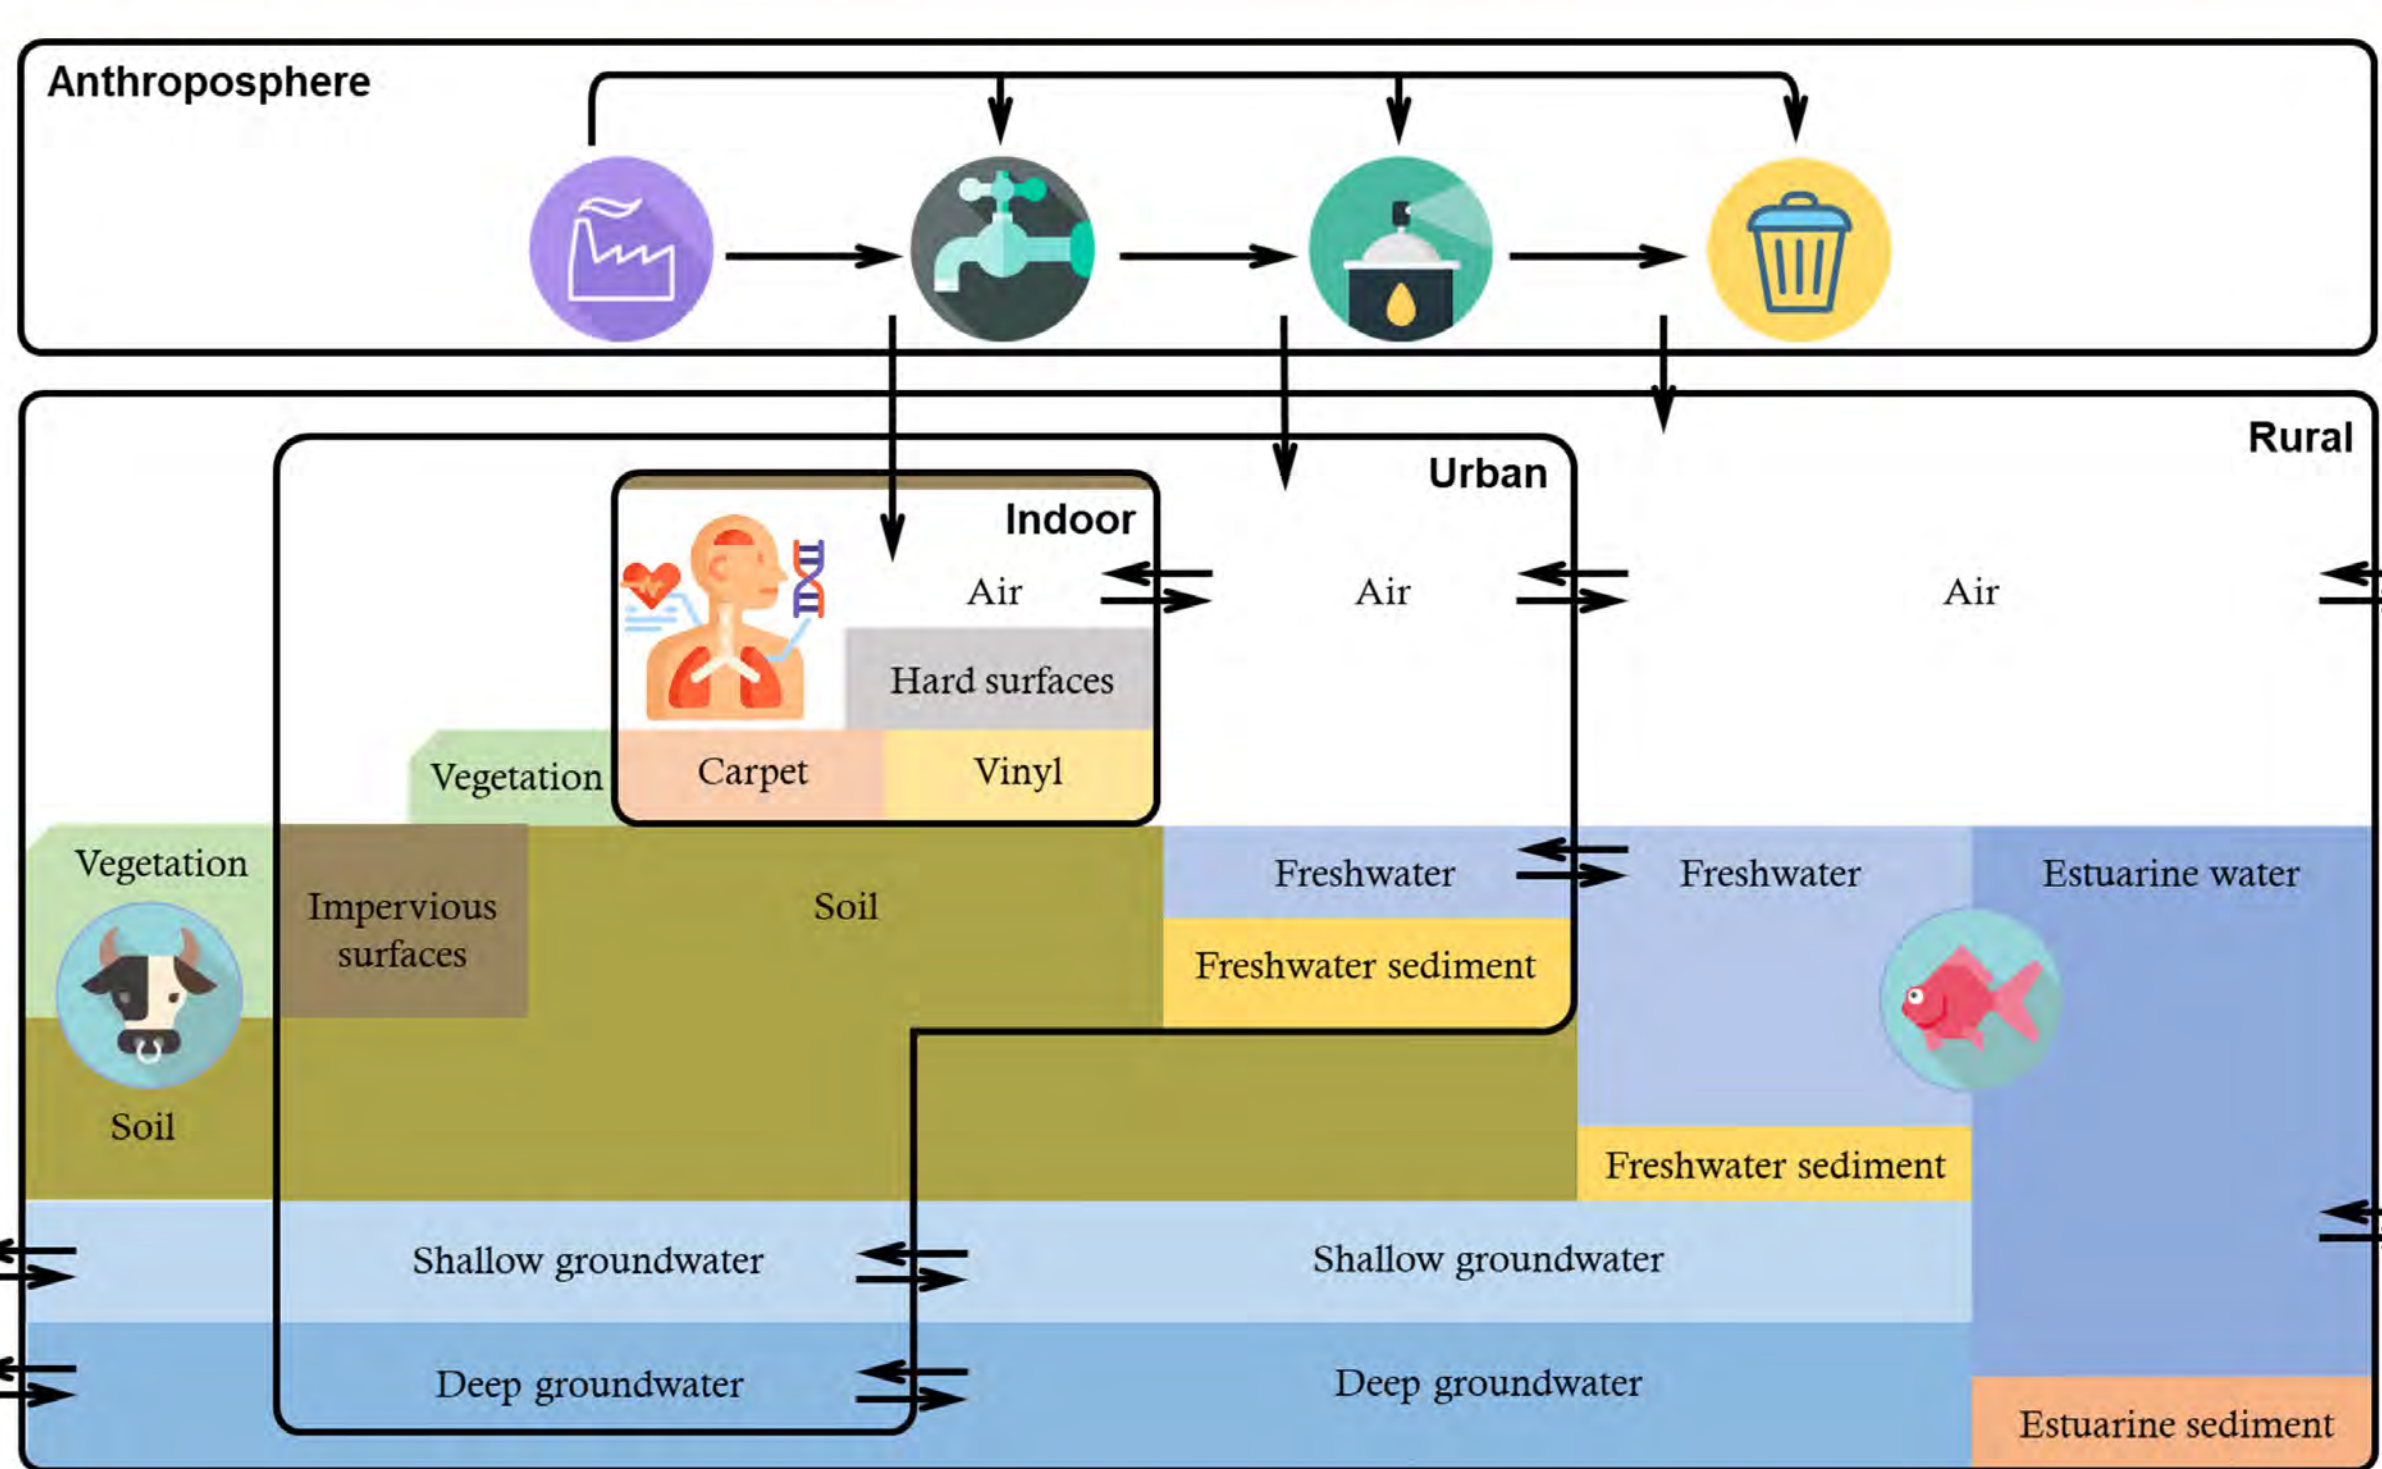 Anthroposphere
Rural
Urban
Indoor
Air
Air
Air
Hard surfaces
Vegetation
Carpet
Vinyl
Vegetation
Impervious
surfaces
Soil
Freshwater
Freshwater
Estuarine water
Freshwater sediment
Soil
Freshwater sediment
Shallow groundwater
Shallow groundwater
Deep groundwater
Deep groundwater
Estuarine sediment